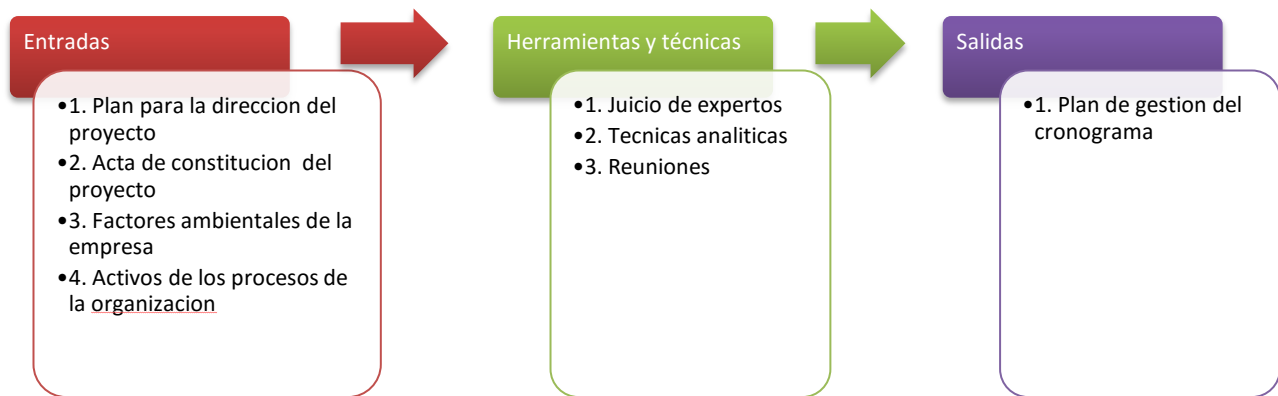 Entradas
•1. Plan para la direccion del
proyecto
•2. Acta de constitucion del
proyecto
•3. Factores ambientales de la
empresa
•4. Activos de los procesos de
la organizacion
Herramientas y técnicas
•1. Juicio de expertos
•2. Tecnicas analiticas
•3. Reuniones
Salidas
•1. Plan de gestion del
cronograma